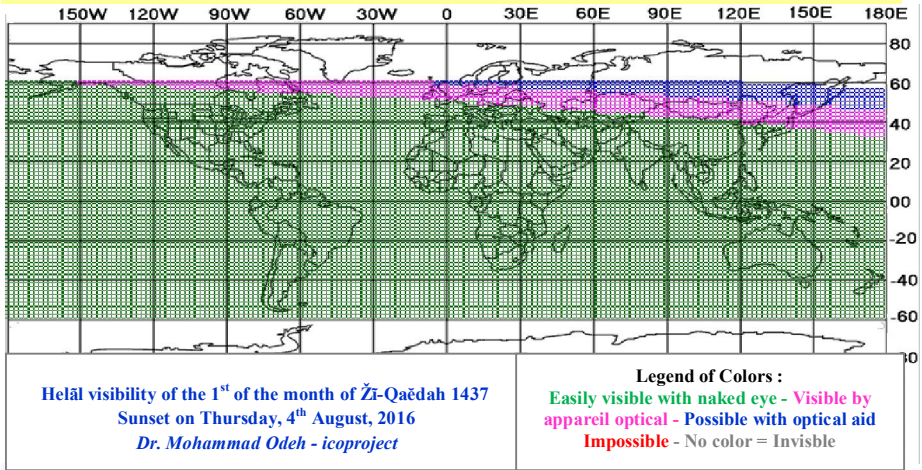 150W 120W 90W 60W 30W 0 30E 60E 90E 120E 150E 180E
80
60
40
20
00
-20
-40
-60
80
Helāl visibility of the 1st of the month of Žī-Qaĕdah 1437
Sunset on Thursday, 4th August, 2016
Dr. Mohammad Odeh - icoproject
Legend of Colors :
Easily visible with naked eye - Visible by
appareil optical - Possible with optical aid
Impossible - No color = Invisble